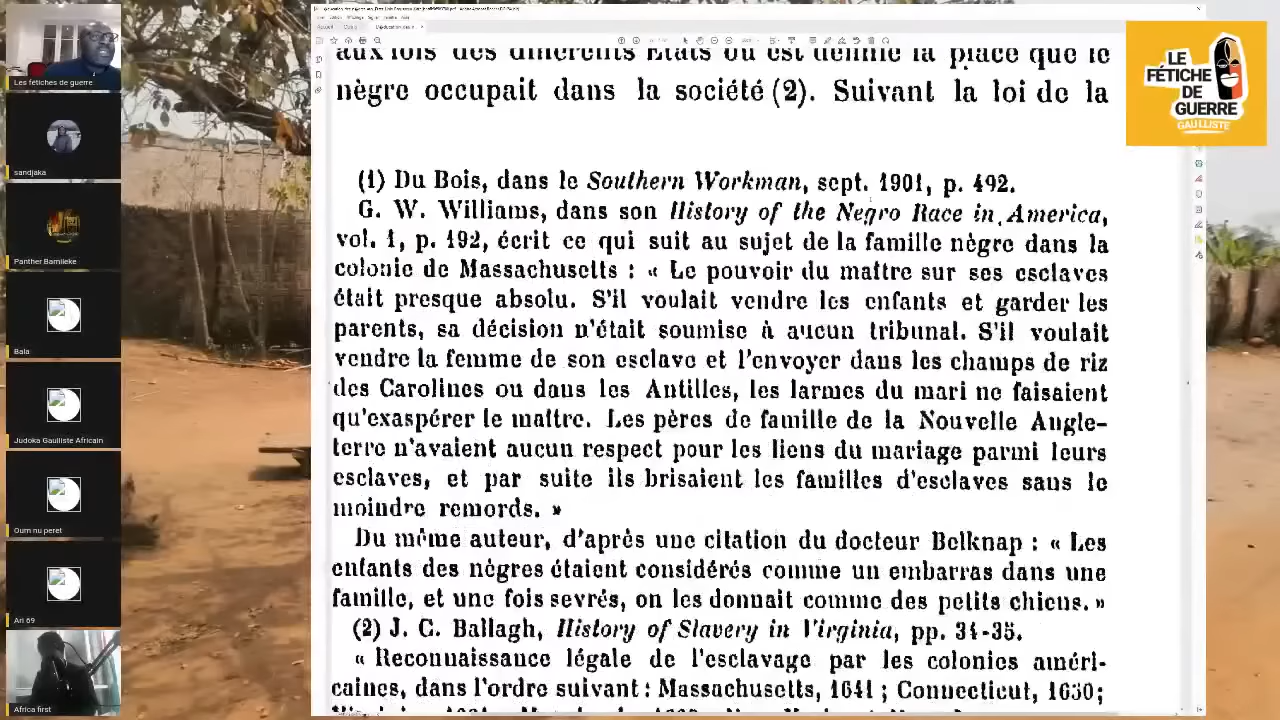 Les fétiches de guerre
sandjaka
Panther Bamileke
Bala
Judoka Gaulliste Africain
Oum nu peret
Ari 69
Africa first
LE
FÉTICHE
DE
GUERRE
GAULLISTE
aux lois des différents États où est définie la place que le
nègre occupait dans la société (2). Suivant la loi de la
(1) Du Bois, dans le Southern Workman, sept. 1901, p. 492.
G. W. Williams, dans son History of the Negro Race in America,
vol. 1, p. 192, écrit ce qui suit au sujet de la famille nègre dans la
colonie de Massachusetts : « Le pouvoir du maître sur ses esclaves
était presque absolu. S'il voulait vendre les enfants et garder les
parents, sa décision n'était soumise à aucun tribunal. S'il voulait
vendre la femme de son esclave et l'envoyer dans les champs de riz
des Carolines ou dans les Antilles, les larmes du mari ne faisaient
qu'exaspérer le maître. Les pères de famille de la Nouvelle Angle-
terre n'avaient aucun respect pour les liens du mariage parmi leurs
esclaves, et par suite ils brisaient les familles d'esclaves sans le
moindre remords. »
Du même auteur, d'après une citation du docteur Belknap : « Les
enfants des nègres étaient considérés comme un embarras dans une
famille, et une fois sevrés, on les donnait comme des petits chiens. »
(2) J. C. Ballagh, History of Slavery in Virginia, pp. 34-35.
« Reconnaissance légale de l'esclavage par les colonies améri-
caines, dans l'ordre suivant : Massachusetts, 1641 ; Connecticut, 1650 ;